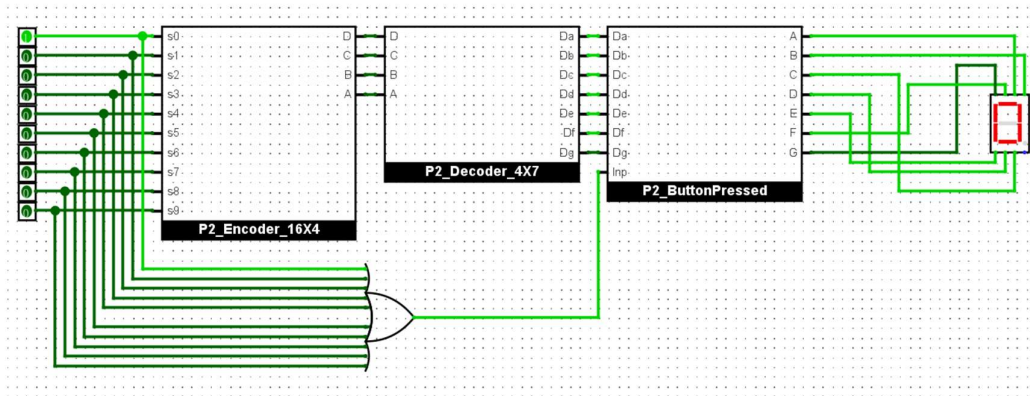 s0 D D Da Da A
s1 C C Db Db B
s2 B B Dc Dc C
s3 A A Dd Dd D
s4 De De E
s5 Df Df F
s6 Dg Dg G
s7 P2_Decoder_4X7 Inp
s8 P2_ButtonPressed
s9
P2_Encoder_16X4